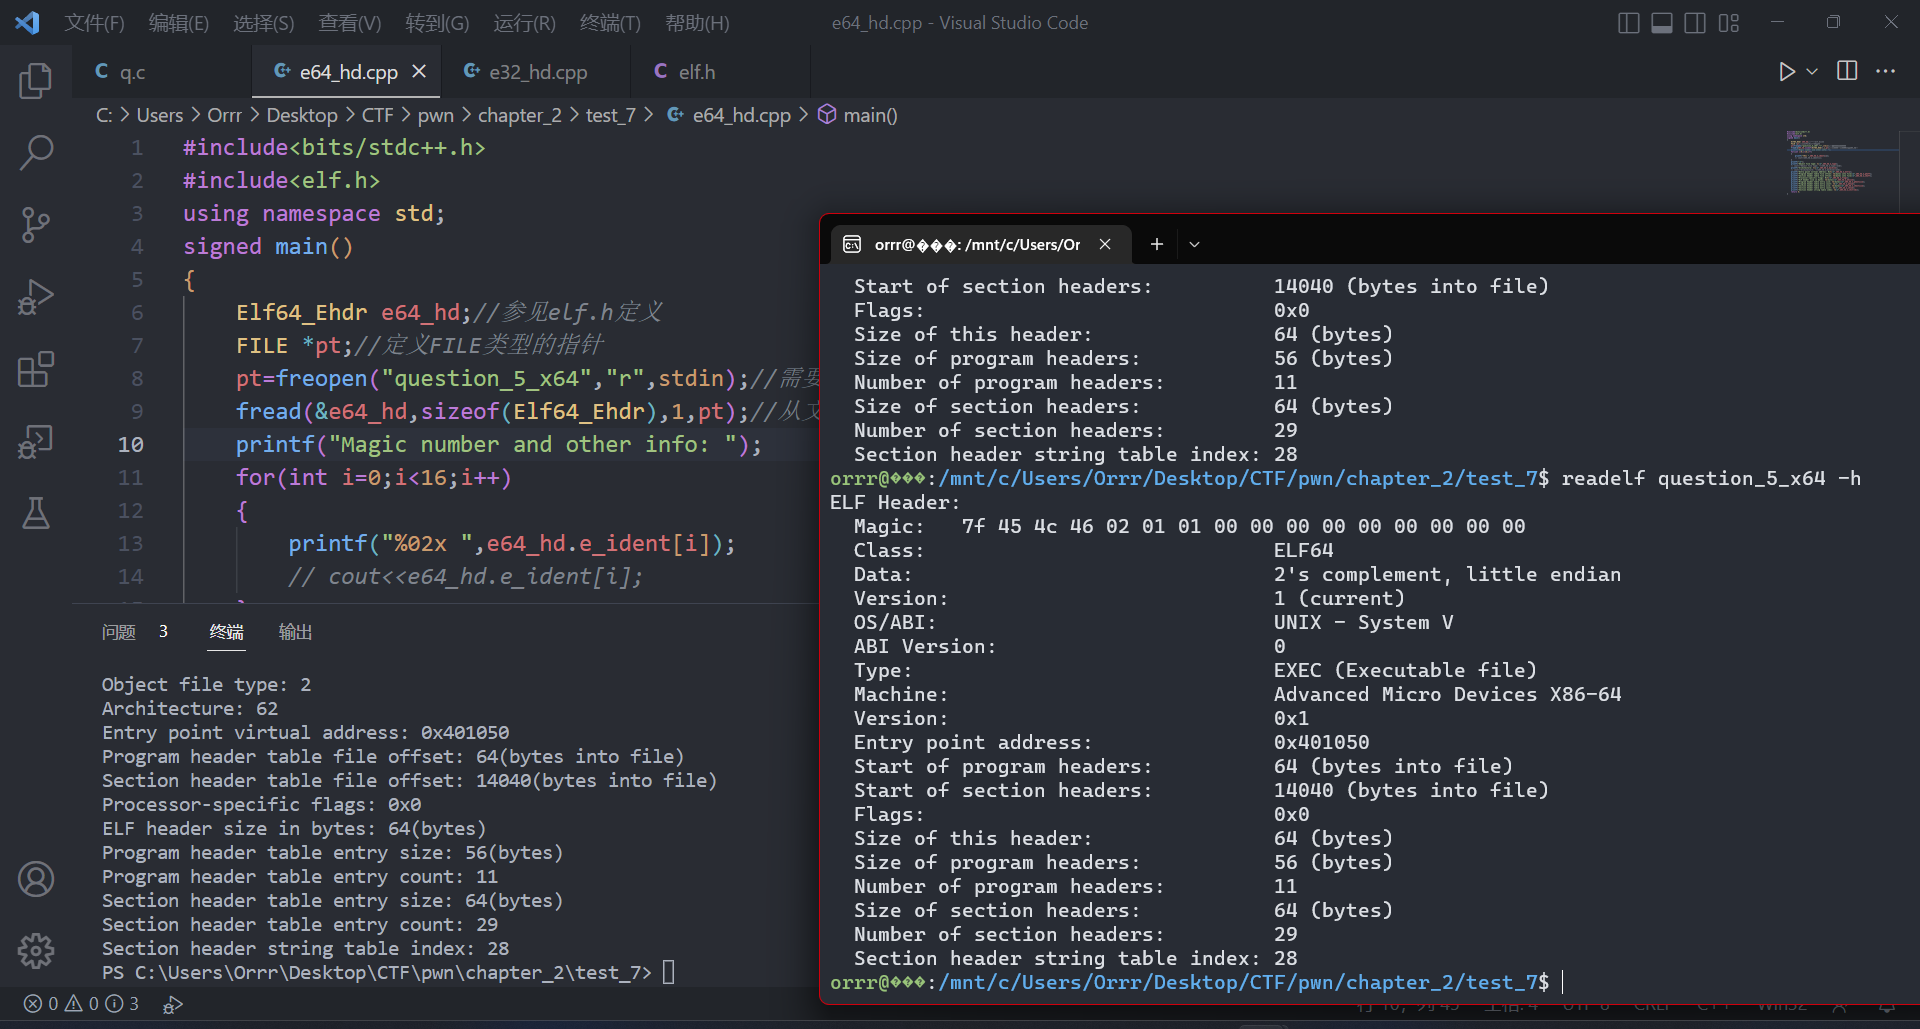 文件(F) 编辑(E) 选择(S) 查看(V) 转到(G) 运行(R) 终端(T) 帮助(H) e64_hd.cpp - Visual Studio Code
C q.c e64_hd.cpp e32_hd.cpp C elf.h
C: > Users > Orrr > Desktop > CTF > pwn > chapter_2 > test_7 > e64_hd.cpp > main()
1 #include<bits/stdc++.h>
2 #include<elf.h>
3 using namespace std;
4 signed main()
5 {
6 Elf64_Ehdr e64_hd;//参见elf.h定义
7 FILE *pt;//定义FILE类型的指针
8 pt=freopen("question_5_x64","r",stdin);//需要
9 fread(&e64_hd,sizeof(Elf64_Ehdr),1,pt);//从文
10 printf("Magic number and other info: ");
11 for(int i=0;i<16;i++)
12 {
13 printf("%02x ",e64_hd.e_ident[i]);
14 // cout<<e64_hd.e_ident[i];
问题 3 终端 输出
Object file type: 2
Architecture: 62
Entry point virtual address: 0x401050
Program header table file offset: 64(bytes into file)
Section header table file offset: 14040(bytes into file)
Processor-specific flags: 0x0
ELF header size in bytes: 64(bytes)
Program header table entry size: 56(bytes)
Program header table entry count: 11
Section header table entry size: 64(bytes)
Section header table entry count: 29
Section header string table index: 28
PS C:\Users\Orrr\Desktop\CTF\pwn\chapter_2\test_7>
0 0 3
orrr@���: /mnt/c/Users/Or
Start of section headers: 14040 (bytes into file)
Flags: 0x0
Size of this header: 64 (bytes)
Size of program headers: 56 (bytes)
Number of program headers: 11
Size of section headers: 64 (bytes)
Number of section headers: 29
Section header string table index: 28
orrr@���:/mnt/c/Users/Orrr/Desktop/CTF/pwn/chapter_2/test_7$ readelf question_5_x64 -h
ELF Header:
Magic: 7f 45 4c 46 02 01 01 00 00 00 00 00 00 00 00 00
Class: ELF64
Data: 2's complement, little endian
Version: 1 (current)
OS/ABI: UNIX - System V
ABI Version: 0
Type: EXEC (Executable file)
Machine: Advanced Micro Devices X86-64
Version: 0x1
Entry point address: 0x401050
Start of program headers: 64 (bytes into file)
Start of section headers: 14040 (bytes into file)
Flags: 0x0
Size of this header: 64 (bytes)
Size of program headers: 56 (bytes)
Number of program headers: 11
Size of section headers: 64 (bytes)
Number of section headers: 29
Section header string table index: 28
orrr@���:/mnt/c/Users/Orrr/Desktop/CTF/pwn/chapter_2/test_7$